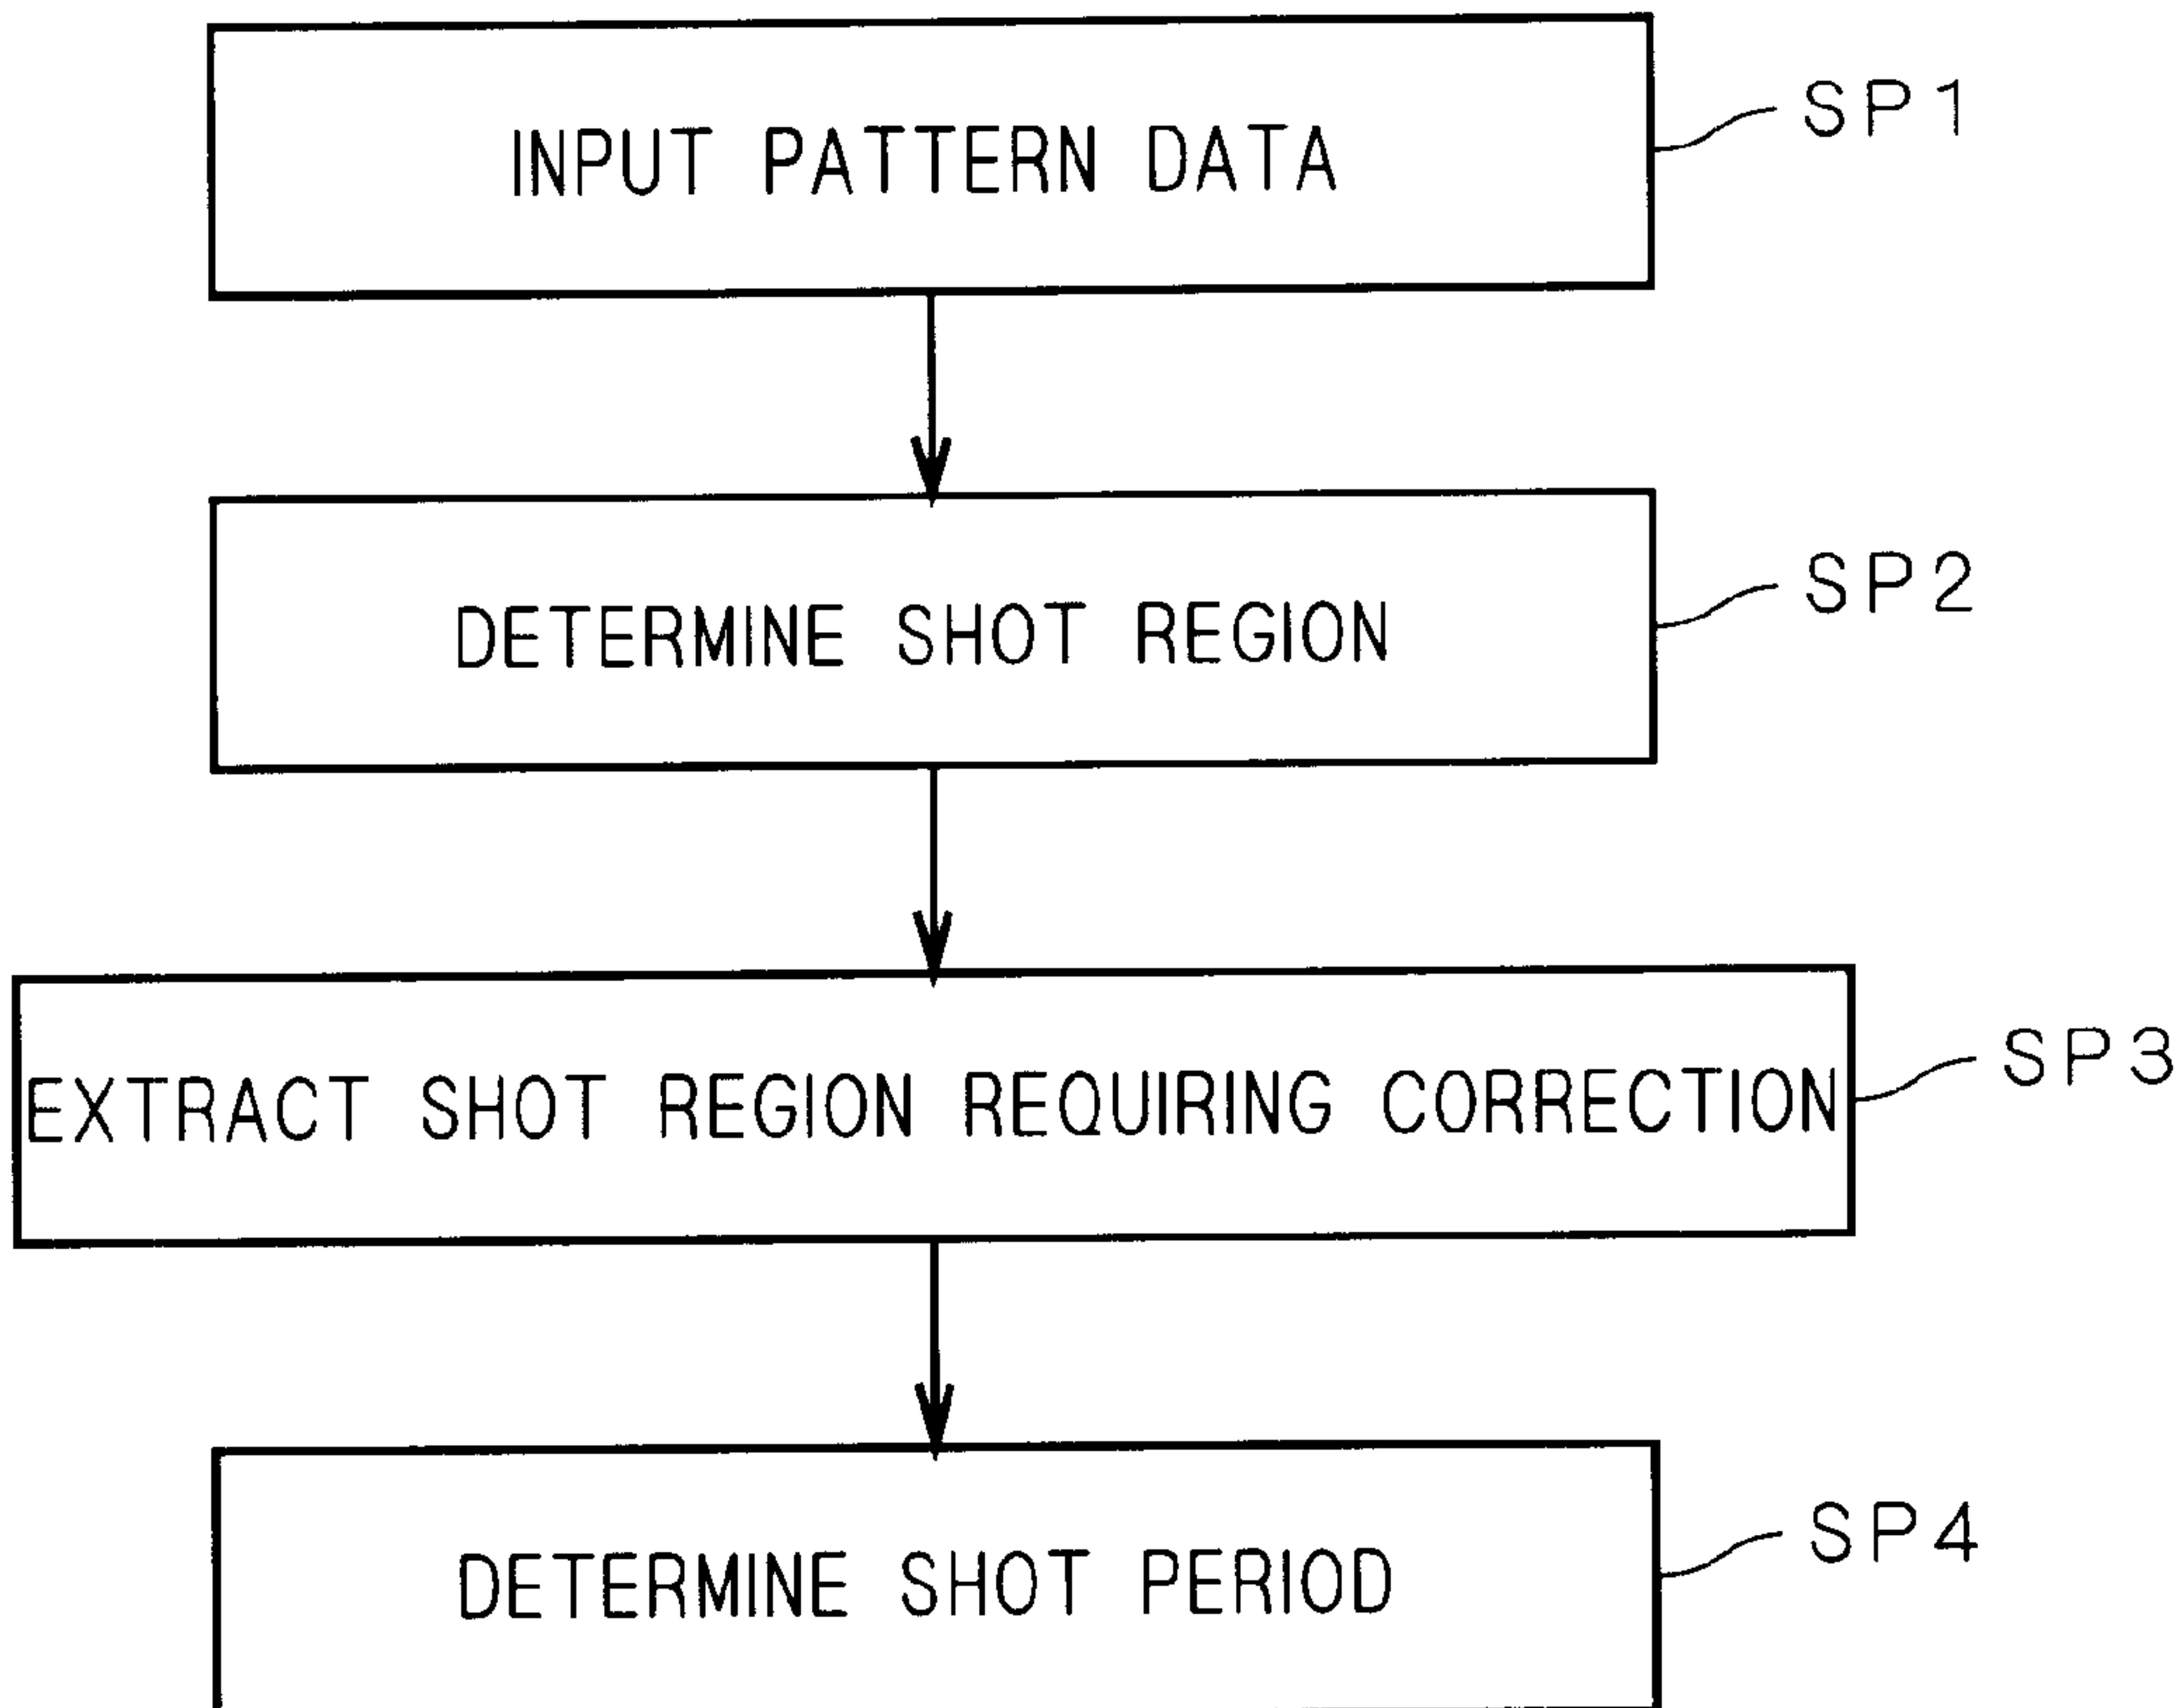 INPUT PATTERN DATA
SP1
DETERMINE SHOT REGION
SP2
EXTRACT SHOT REGION REQUIRING CORRECTION
SP3
DETERMINE SHOT PERIOD
SP4